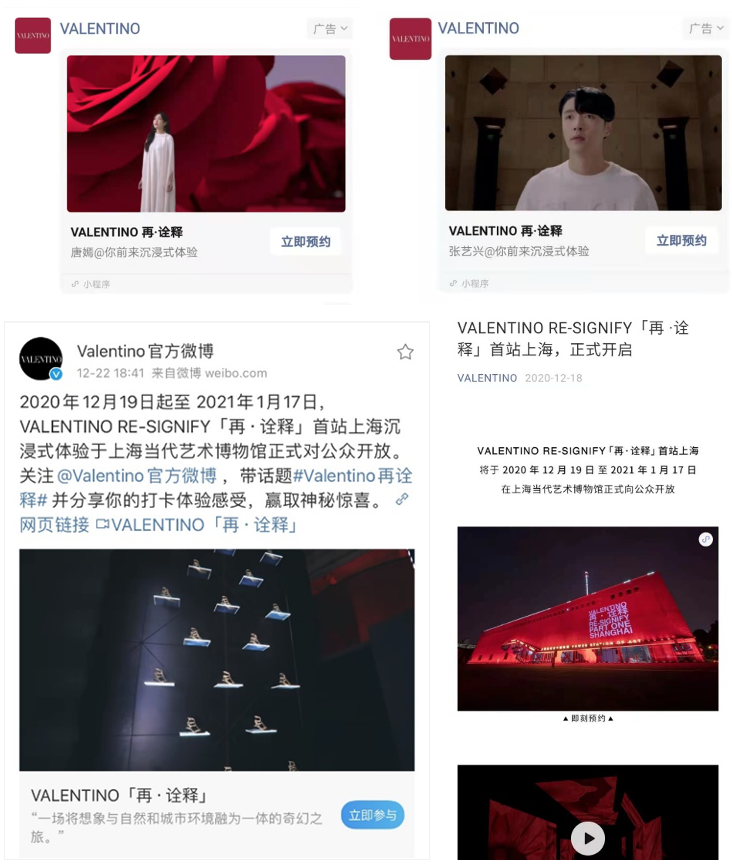 VALENTINO
VALENTINO
广告
VALENTINO 再·诠释
唐嫣@你前来沉浸式体验
立即预约
小程序
VALENTINO
VALENTINO
广告
VALENTINO 再·诠释
张艺兴@你前来沉浸式体验
立即预约
小程序
VALENTINO
Valentino官方微博
12-22 18:41 来自微博 weibo.com
2020年12月19日起至 2021年1月17日，
VALENTINO RE-SIGNIFY「再 · 诠释」首站上海沉
浸式体验于上海当代艺术博物馆正式对公众开放。
关注 @Valentino官方微博 ，带话题#Valentino再诠
释# 并分享你的打卡体验感受，赢取神秘惊喜。
网页链接 VALENTINO「再 · 诠释」
VALENTINO「再 · 诠释」
“一场将想象与自然和城市环境融为一体的奇幻之
旅。”
立即参与
VALENTINO RE-SIGNIFY「再 ·诠
释」首站上海，正式开启
VALENTINO 2020-12-18
VALENTINO RE-SIGNIFY「再 · 诠释」首站上海
将于 2020 年 12 月 19 日 至 2021 年 1 月 17 日
在上海当代艺术博物馆正式向公众开放
VALENTINO
再 · 诠释
RE-SIGNIFY
PART ONE
SHANGHAI
POWER STATION OF ART
▲ 即刻预约 ▲